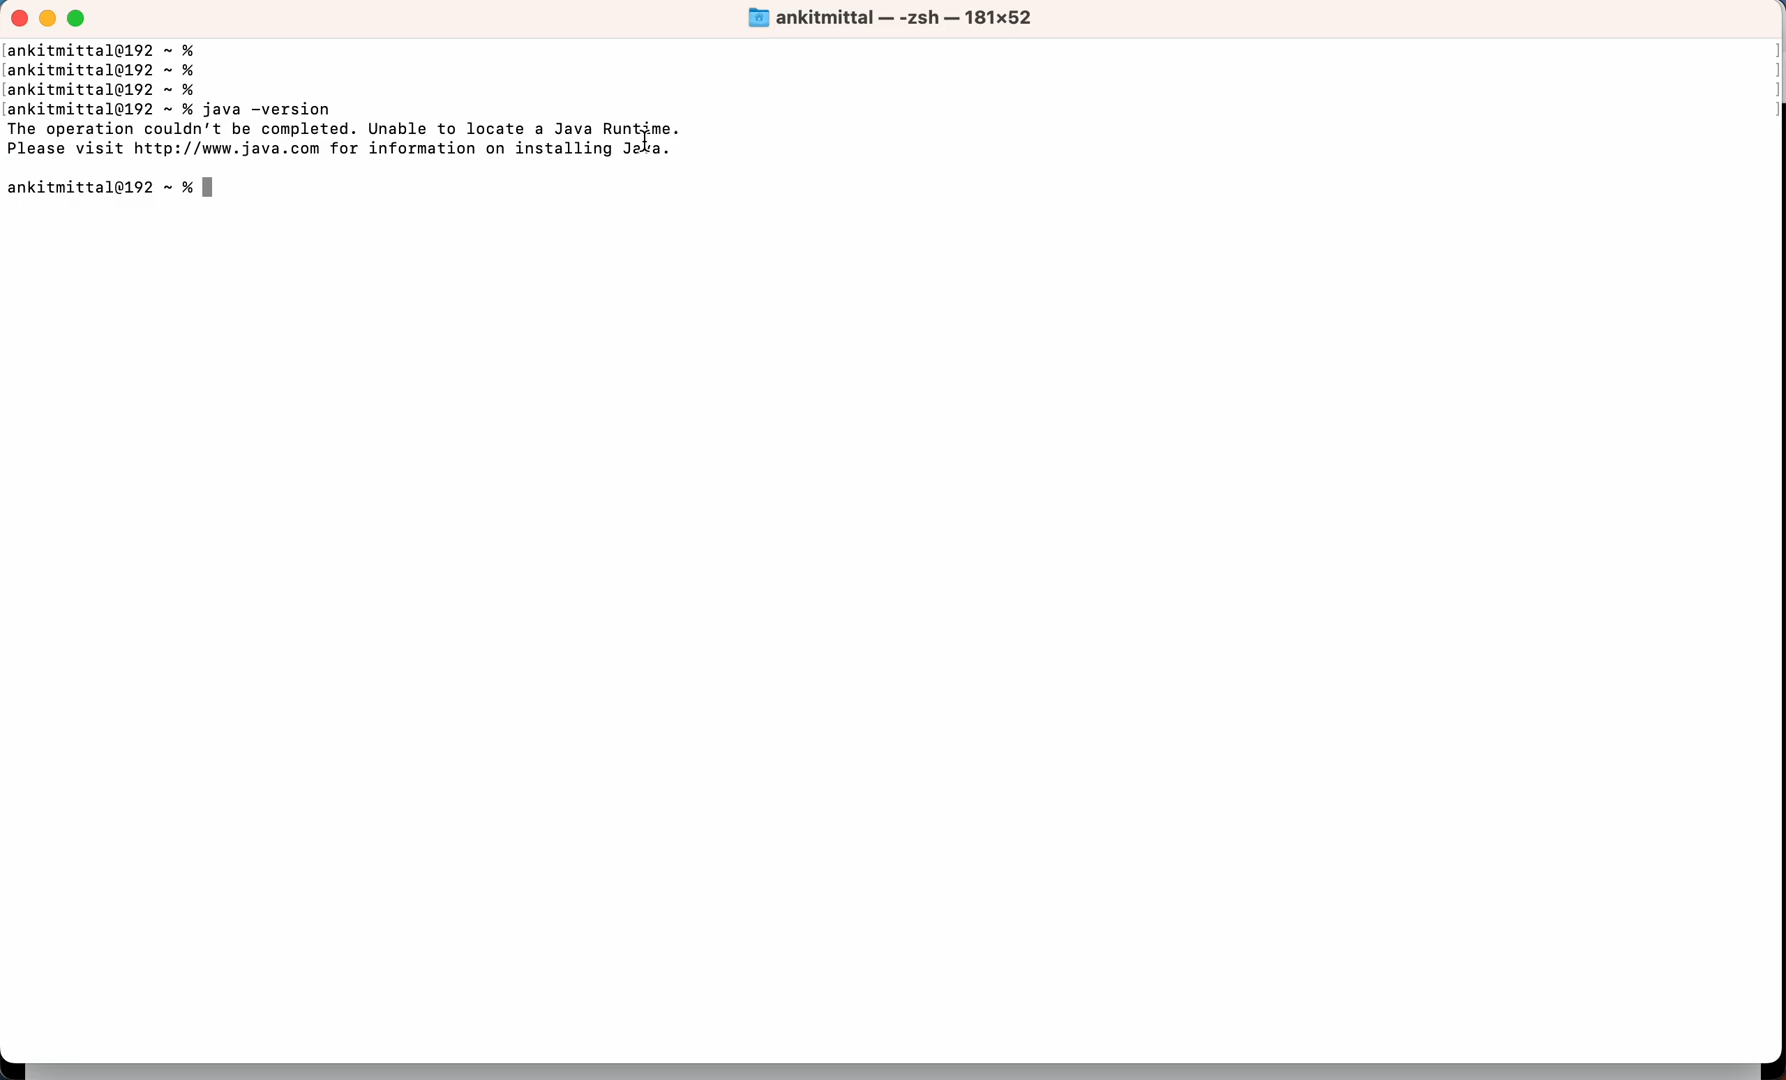 ankitmittal — -zsh — 181×52
[ankitmittal@192 ~ % ]
[ankitmittal@192 ~ % ]
[ankitmittal@192 ~ % ]
[ankitmittal@192 ~ % java -version ]
The operation couldn't be completed. Unable to locate a Java Runtime.
Please visit http://www.java.com for information on installing Java.
ankitmittal@192 ~ %